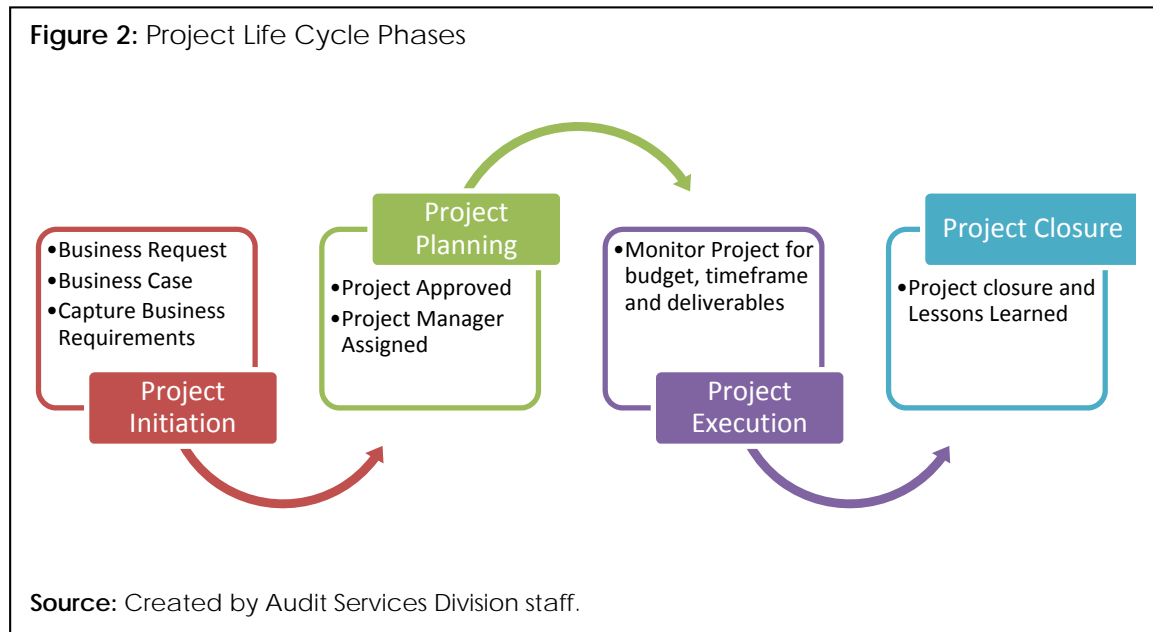 Figure 2: Project Life Cycle Phases
•Business Request
•Business Case
•Capture Business
Requirements
Project
Initiation
Project
Planning
•Project Approved
•Project Manager
Assigned
•Monitor Project for
budget, timeframe
and deliverables
Project
Execution
Project Closure
•Project closure and
Lessons Learned
Source: Created by Audit Services Division staff.